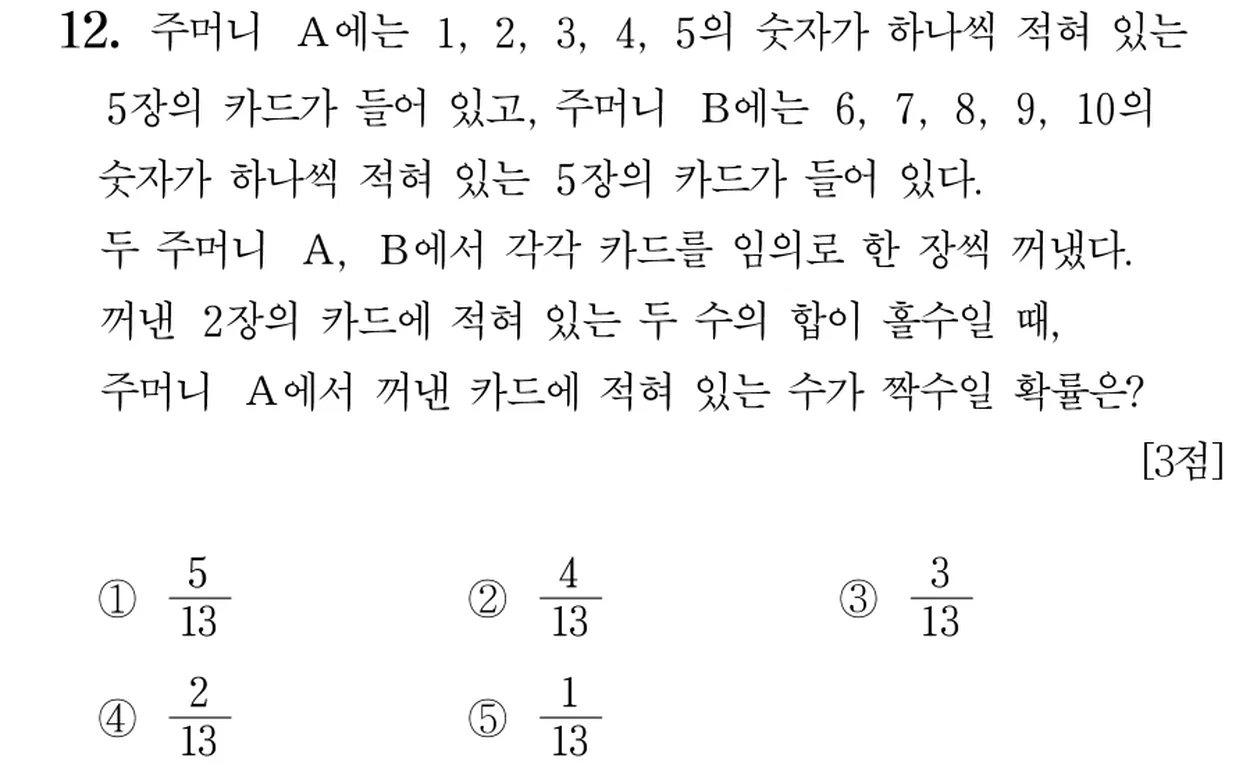 12. 주머니 A에는 1, 2, 3, 4, 5의 숫자가 하나씩 적혀 있는
5장의 카드가 들어 있고, 주머니 B에는 6, 7, 8, 9, 10의
숫자가 하나씩 적혀 있는 5장의 카드가 들어 있다.
두 주머니 A, B에서 각각 카드를 임의로 한 장씩 꺼냈다.
꺼낸 2장의 카드에 적혀 있는 두 수의 합이 홀수일 때,
주머니 A에서 꺼낸 카드에 적혀 있는 수가 짝수일 확률은?
[3점]
① 5/13 ② 4/13 ③ 3/13
④ 2/13 ⑤ 1/13